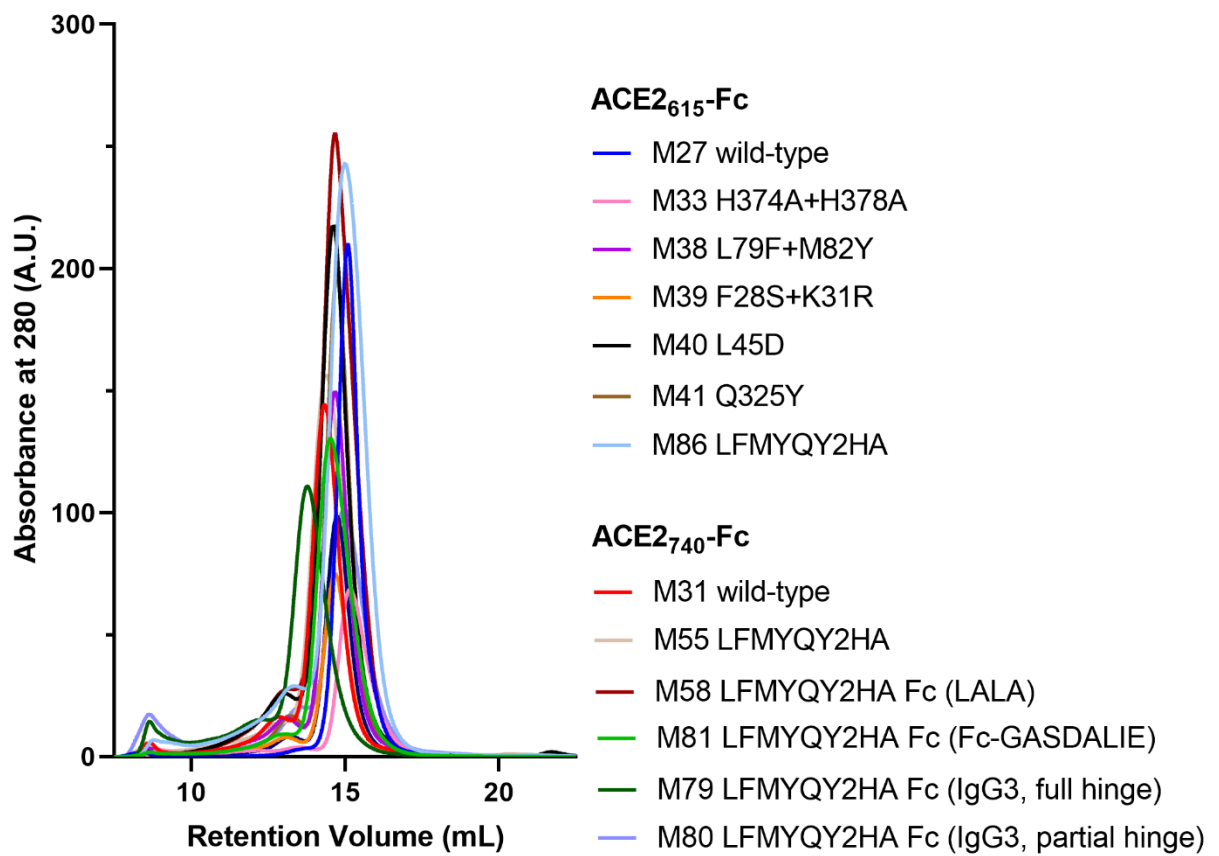 300
200
100
0
10
15
20
Absorbance at 280 (A.U.)
Retention Volume (mL)
ACE2615-Fc
M27 wild-type
M33 H374A+H378A
M38 L79F+M82Y
M39 F28S+K31R
M40 L45D
M41 Q325Y
M86 LFMYQY2HA
ACE2740-Fc
M31 wild-type
M55 LFMYQY2HA
M58 LFMYQY2HA Fc (LALA)
M81 LFMYQY2HA Fc (Fc-GASDALIE)
M79 LFMYQY2HA Fc (IgG3, full hinge)
M80 LFMYQY2HA Fc (IgG3, partial hinge)